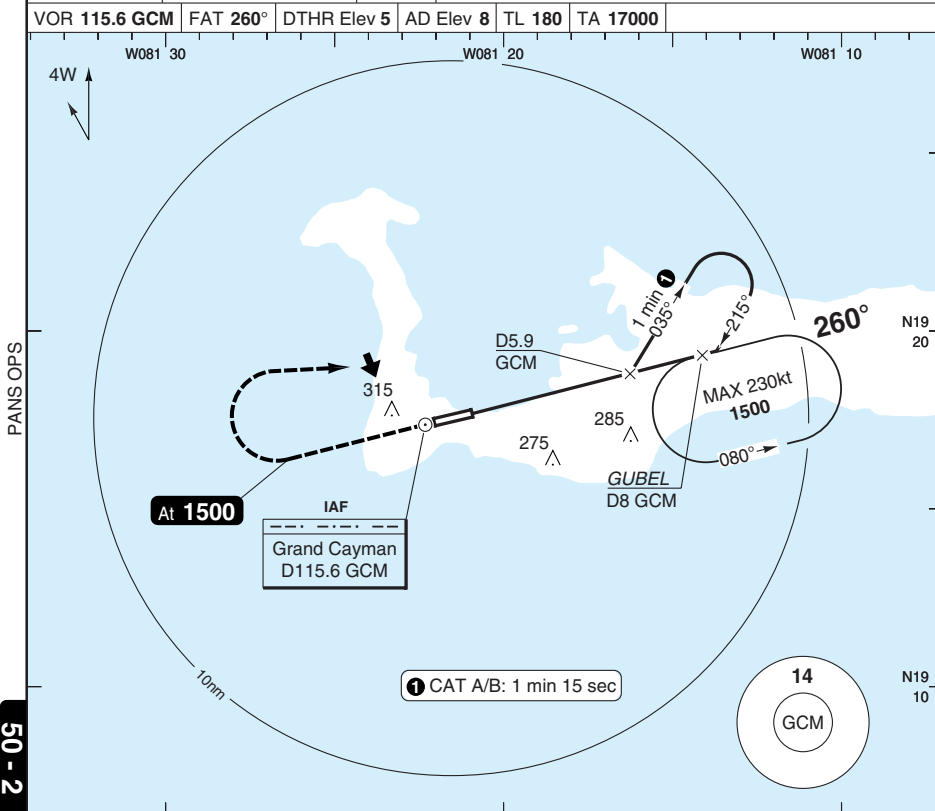 VOR 115.6 GCM FAT 260° DTHR Elev 5 AD Elev 8 TL 180 TA 17000
W081 30 W081 20 W081 10
4W
PANS OPS
1 min 1
035°
215°
260°
N19
20
D5.9
GCM
MAX 230kt
1500
315
285
275
080°
GUBEL
D8 GCM
At 1500
IAF
Grand Cayman
D115.6 GCM
10nm
1 CAT A/B: 1 min 15 sec
14
GCM
N19
10
50 - 2